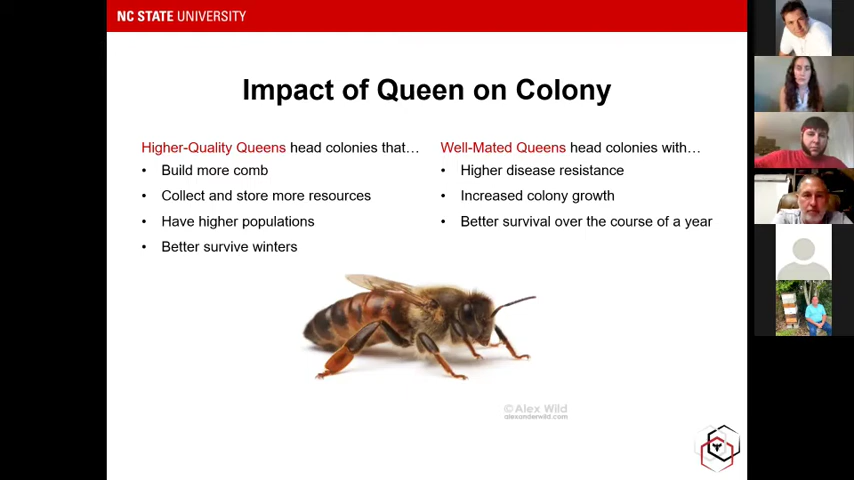 NC STATE UNIVERSITY
Impact of Queen on Colony
Higher-Quality Queens head colonies that…
• Build more comb
• Collect and store more resources
• Have higher populations
• Better survive winters
Well-Mated Queens head colonies with…
• Higher disease resistance
• Increased colony growth
• Better survival over the course of a year
©Alex Wild
alexanderwild.com